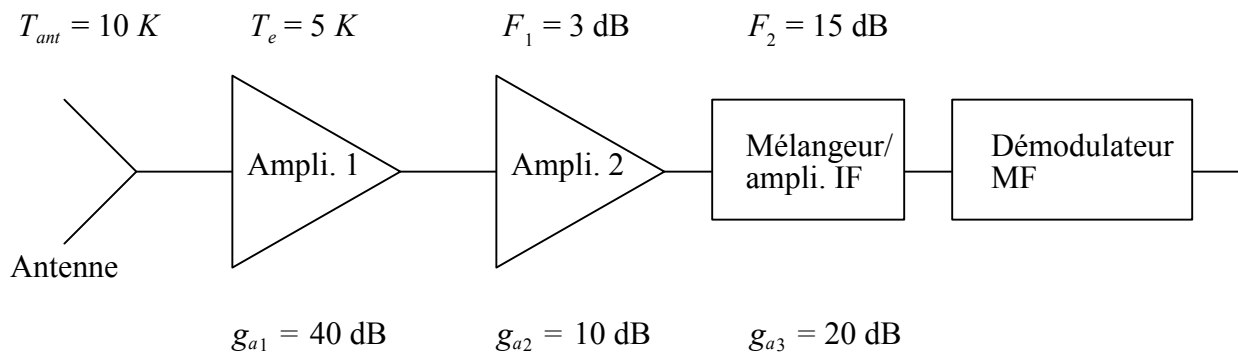 T_ant = 10 K
T_e = 5 K
F_1 = 3 dB
F_2 = 15 dB
Ampli. 1
Ampli. 2
Mélangeur/
ampli. IF
Démodulateur
MF
Antenne
g_a1 = 40 dB
g_a2 = 10 dB
g_a3 = 20 dB